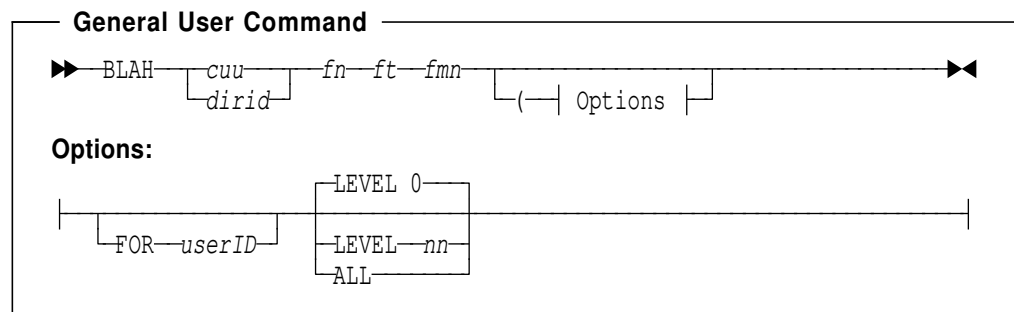 General User Command
BLAH cuu fn ft fmn
dirid ( Options
Options:
LEVEL 0
FOR userID LEVEL nn
ALL